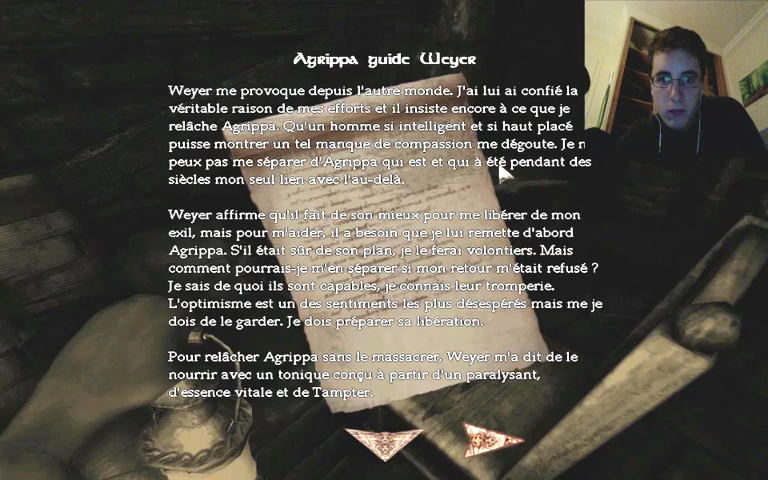 Agrippa guide Weyer
Weyer me provoque depuis l'autre monde. J'ai lui ai confié la
véritable raison de mes efforts et il insiste encore à ce que je
relâche Agrippa. Qu'un homme si intelligent et si haut placé
puisse montrer un tel manque de compassion me dégoute. Je n
peux pas me séparer d'Agrippa qui est et qui à été pendant des
siècles mon seul lien avec l'au-delà.
Weyer affirme qu'il fait de son mieux pour me libérer de mon
exil, mais pour m'aider, il a besoin que je lui remette d'abord
Agrippa. S'il était sûr de son plan, je le ferai volontiers. Mais
comment pourrais-je m'en séparer si mon retour m'était refusé ?
Je sais de quoi ils sont capables, je connais leur tromperie.
L'optimisme est un des sentiments les plus désespérés mais me je
dois de le garder. Je dois préparer sa libération.
Pour relâcher Agrippa sans le massacrer, Weyer m'a dit de le
nourrir avec un tonique conçu à partir d'un paralysant,
d'essence vitale et de Tampter.